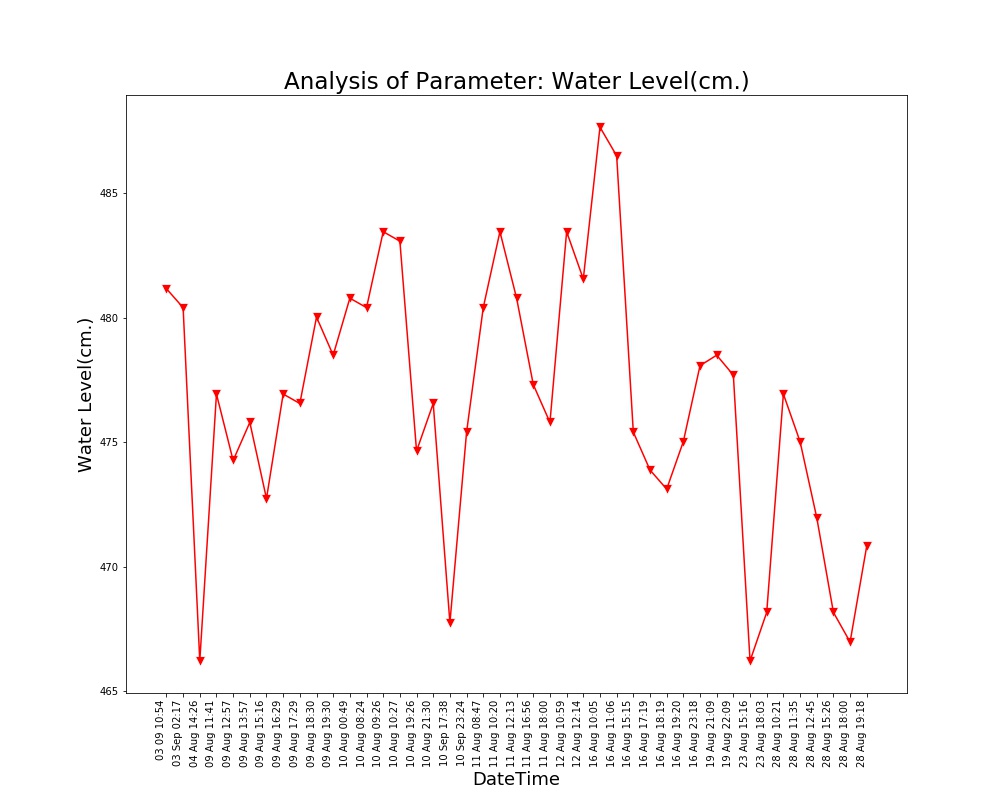 Analysis of Parameter: Water Level(cm.)
Water Level(cm.)
485
480
475
470
465
03 09 10:54
03 Sep 02:17
04 Aug 14:26
09 Aug 11:41
09 Aug 12:57
09 Aug 13:57
09 Aug 15:16
09 Aug 16:29
09 Aug 17:29
09 Aug 18:30
09 Aug 19:30
10 Aug 00:49
10 Aug 08:24
10 Aug 09:26
10 Aug 10:27
10 Aug 19:26
10 Aug 21:30
10 Sep 17:38
10 Sep 23:24
11 Aug 08:47
11 Aug 10:20
11 Aug 12:13
11 Aug 16:56
11 Aug 18:00
12 Aug 10:59
12 Aug 12:14
16 Aug 10:05
16 Aug 11:06
16 Aug 15:15
16 Aug 17:19
16 Aug 18:19
16 Aug 19:20
16 Aug 23:18
19 Aug 21:09
19 Aug 22:09
23 Aug 15:16
23 Aug 18:03
28 Aug 10:21
28 Aug 11:35
28 Aug 12:45
28 Aug 15:26
28 Aug 18:00
28 Aug 19:18
DateTime